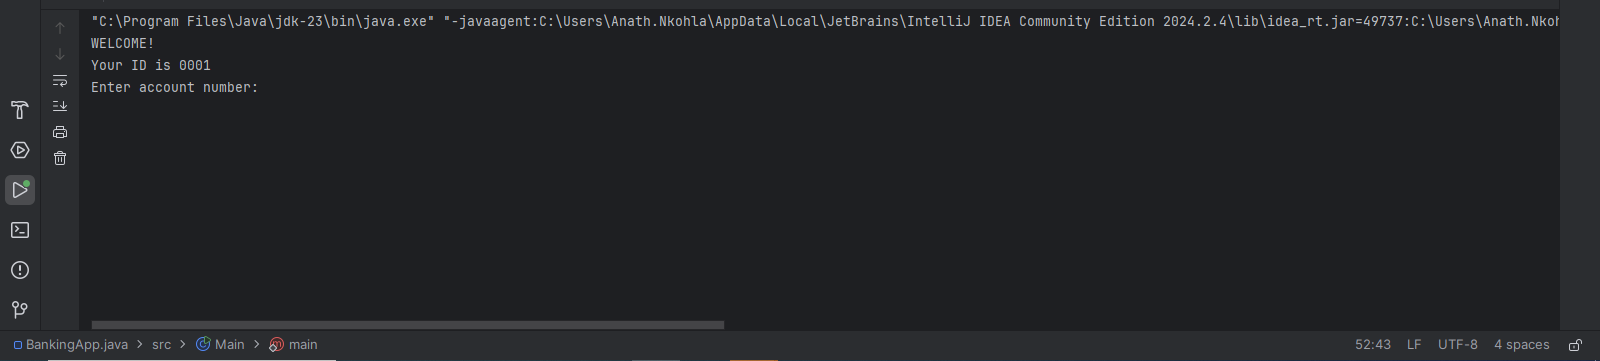 "C:\Program Files\Java\jdk-23\bin\java.exe" "-javaagent:C:\Users\Anath.Nkohla\AppData\Local\JetBrains\IntelliJ IDEA Community Edition 2024.2.4\lib\idea_rt.jar=49737:C:\Users\Anath.Nkoh
WELCOME!
Your ID is 0001
Enter account number:
BankingApp.java > src > Main > main 52:43 LF UTF-8 4 spaces